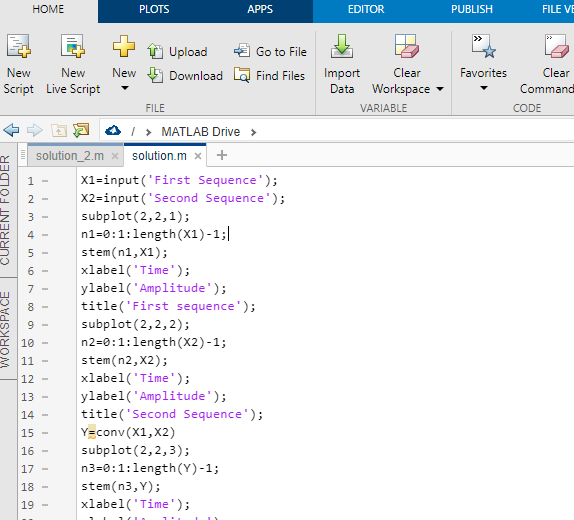 HOME PLOTS APPS EDITOR PUBLISH FILE VE
New Script
New Live Script
New
Upload
Download
Go to File
Find Files
FILE
Import Data
Clear Workspace
VARIABLE
Favorites
Clear Comman
CODE
/ › MATLAB Drive ›
CURRENT FOLDER
WORKSPACE
solution_2.m × solution.m × +
1 – X1=input('First Sequence');
2 – X2=input('Second Sequence');
3 – subplot(2,2,1);
4 – n1=0:1:length(X1)-1;
5 – stem(n1,X1);
6 – xlabel('Time');
7 – ylabel('Amplitude');
8 – title('First sequence');
9 – subplot(2,2,2);
10 – n2=0:1:length(X2)-1;
11 – stem(n2,X2);
12 – xlabel('Time');
13 – ylabel('Amplitude');
14 – title('Second Sequence');
15 – Y=conv(X1,X2)
16 – subplot(2,2,3);
17 – n3=0:1:length(Y)-1;
18 – stem(n3,Y);
19 – xlabel('Time');